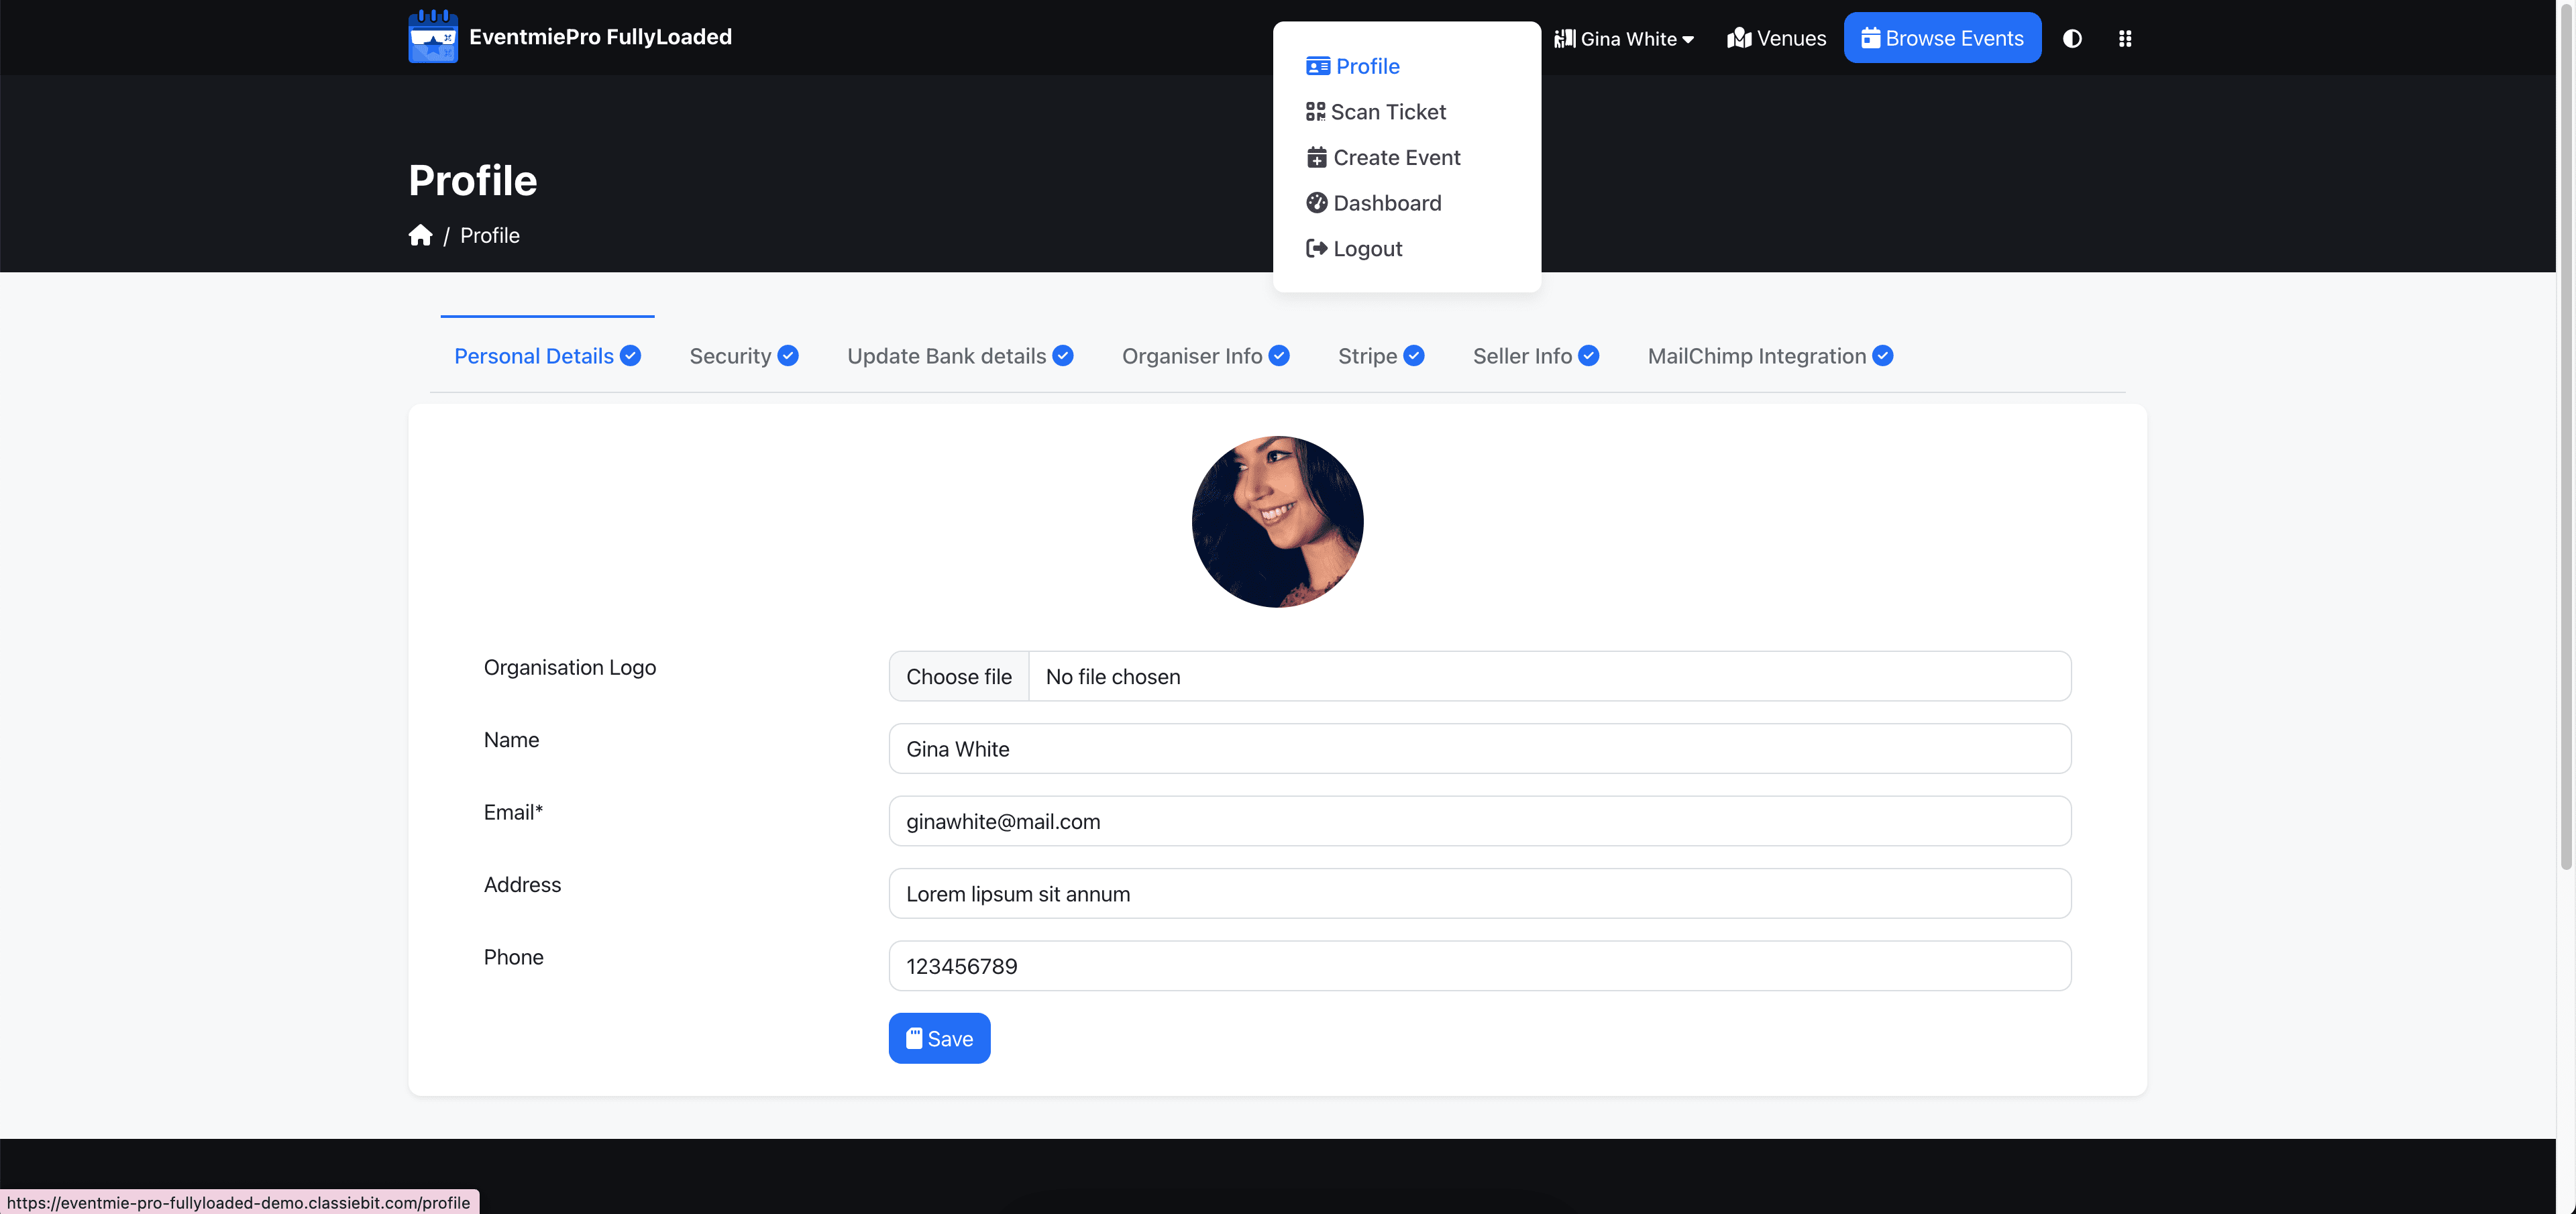 EventmiePro FullyLoaded
Gina White
Venues
Browse Events
Profile
Scan Ticket
Create Event
Dashboard
Logout
Profile
/ Profile
Personal Details
Security
Update Bank details
Organiser Info
Stripe
Seller Info
MailChimp Integration
Organisation Logo
Choose file
No file chosen
Name
Gina White
Email*
ginawhite@mail.com
Address
Lorem lipsum sit annum
Phone
123456789
Save
https://eventmie-pro-fullyloaded-demo.classiebit.com/profile